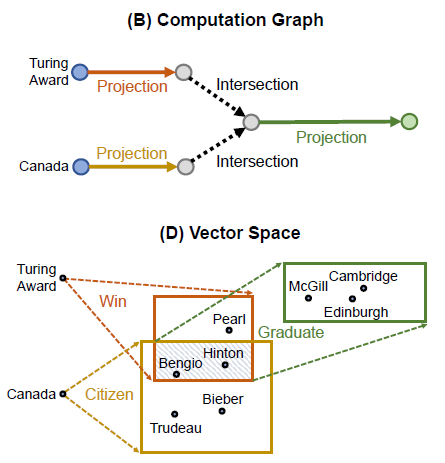 (B) Computation Graph
Turing
Award
Projection
Intersection
Projection
Canada
Projection
Intersection
(D) Vector Space
Turing
Award
Win
Cambridge
McGill
Edinburgh
Pearl
Graduate
Hinton
Bengio
Canada
Citizen
Bieber
Trudeau